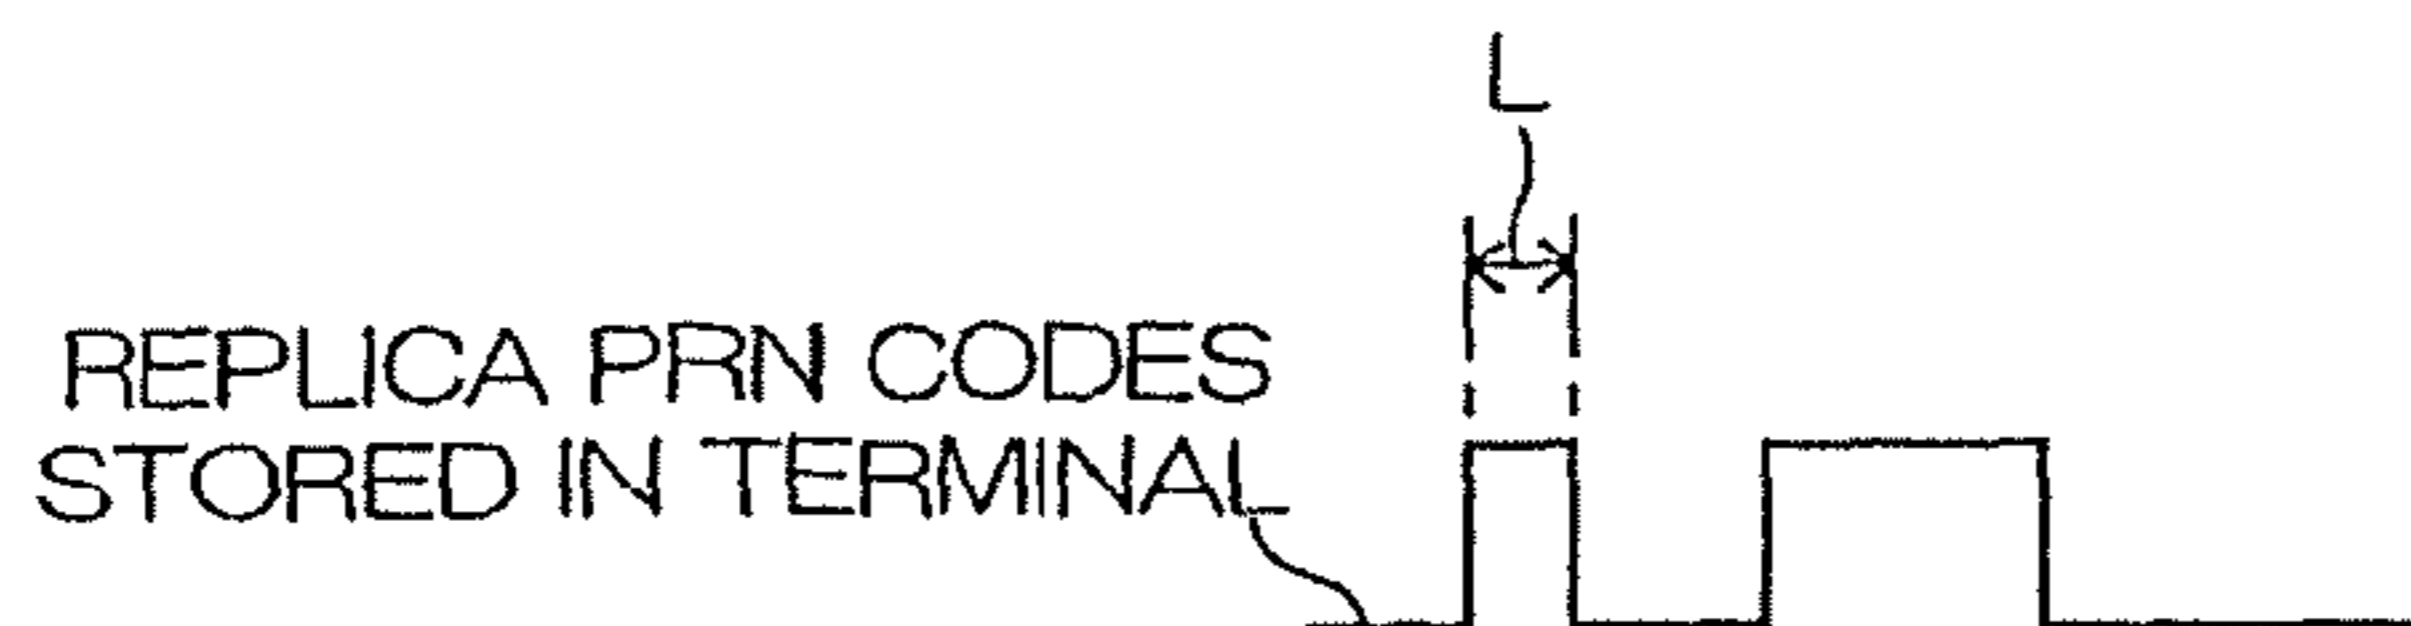 L
REPLICA PRN CODES
STORED IN TERMINAL